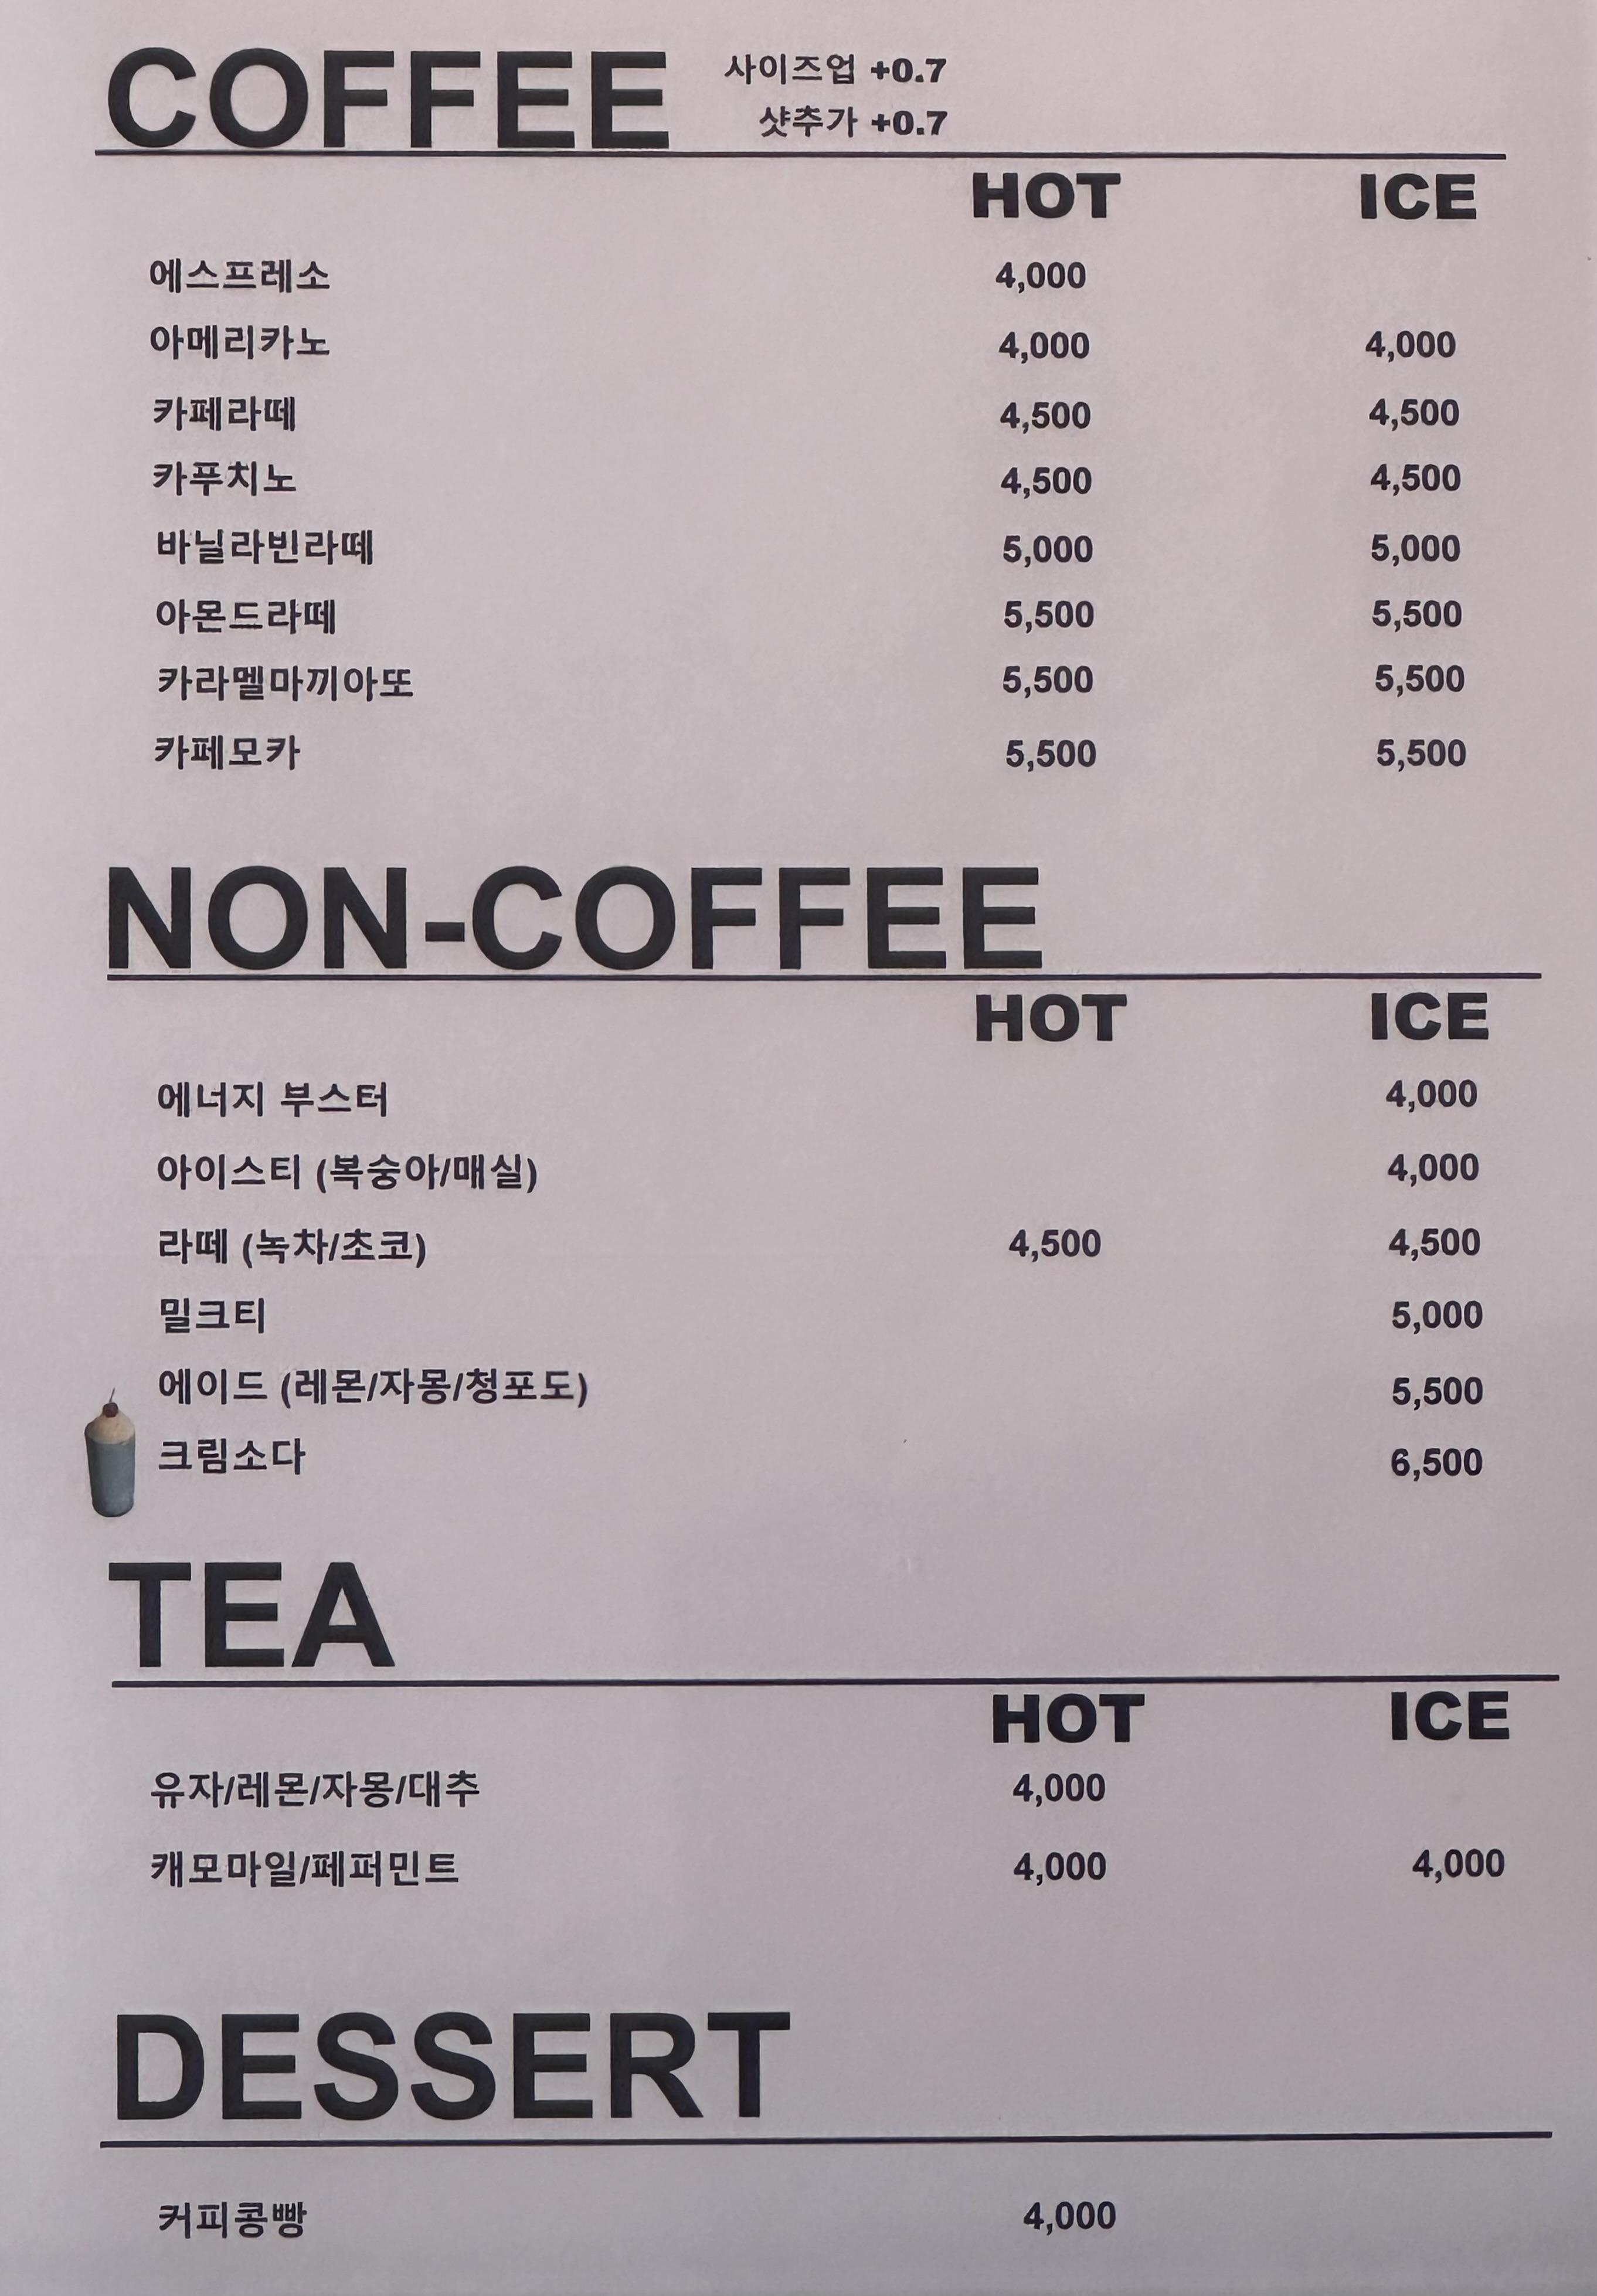 COFFEE 사이즈업 +0.7
샷추가 +0.7
HOT ICE
에스프레소 4,000
아메리카노 4,000 4,000
카페라떼 4,500 4,500
카푸치노 4,500 4,500
바닐라빈라떼 5,000 5,000
아몬드라떼 5,500 5,500
카라멜마끼아또 5,500 5,500
카페모카 5,500 5,500
NON-COFFEE
HOT ICE
에너지 부스터 4,000
아이스티 (복숭아/매실) 4,000
라떼 (녹차/초코) 4,500 4,500
밀크티 5,000
에이드 (레몬/자몽/청포도) 5,500
크림소다 6,500
TEA
HOT ICE
유자/레몬/자몽/대추 4,000
캐모마일/페퍼민트 4,000 4,000
DESSERT
커피콩빵 4,000